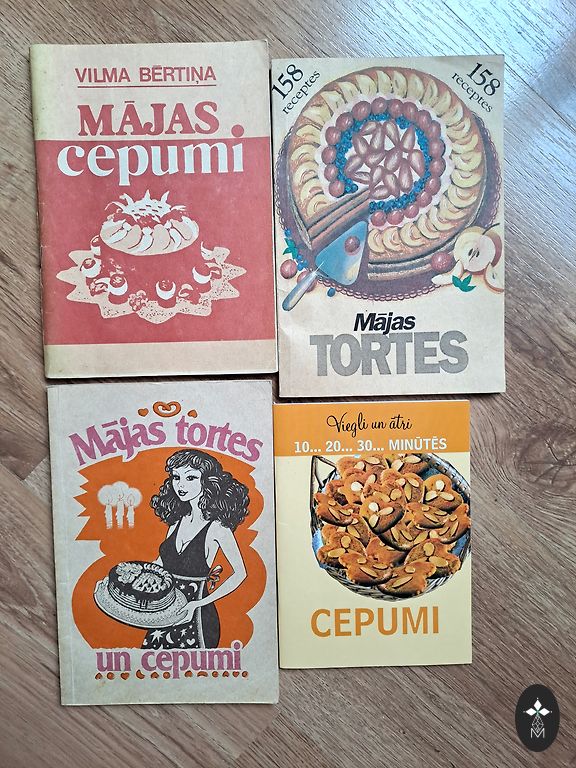 VILMA BĒRTIŅA
MĀJAS
cepumi
158
receptes
158
receptes
Mājas
TORTES
Mājas tortes
un cepumi
Viegli un ātri
10... 20... 30... MINŪTĒS
CEPUMI
M